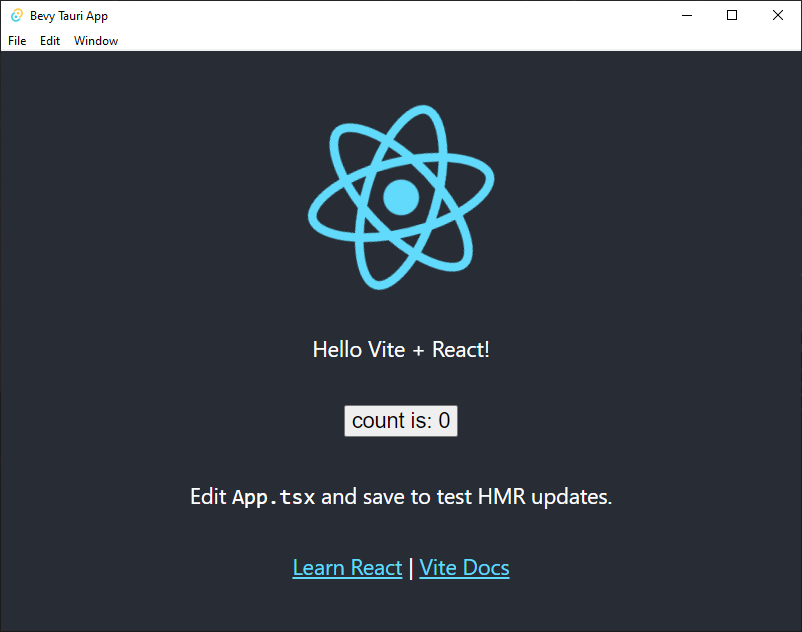 Bevy Tauri App
File Edit Window
Hello Vite + React!
count is: 0
Edit App.tsx and save to test HMR updates.
Learn React | Vite Docs